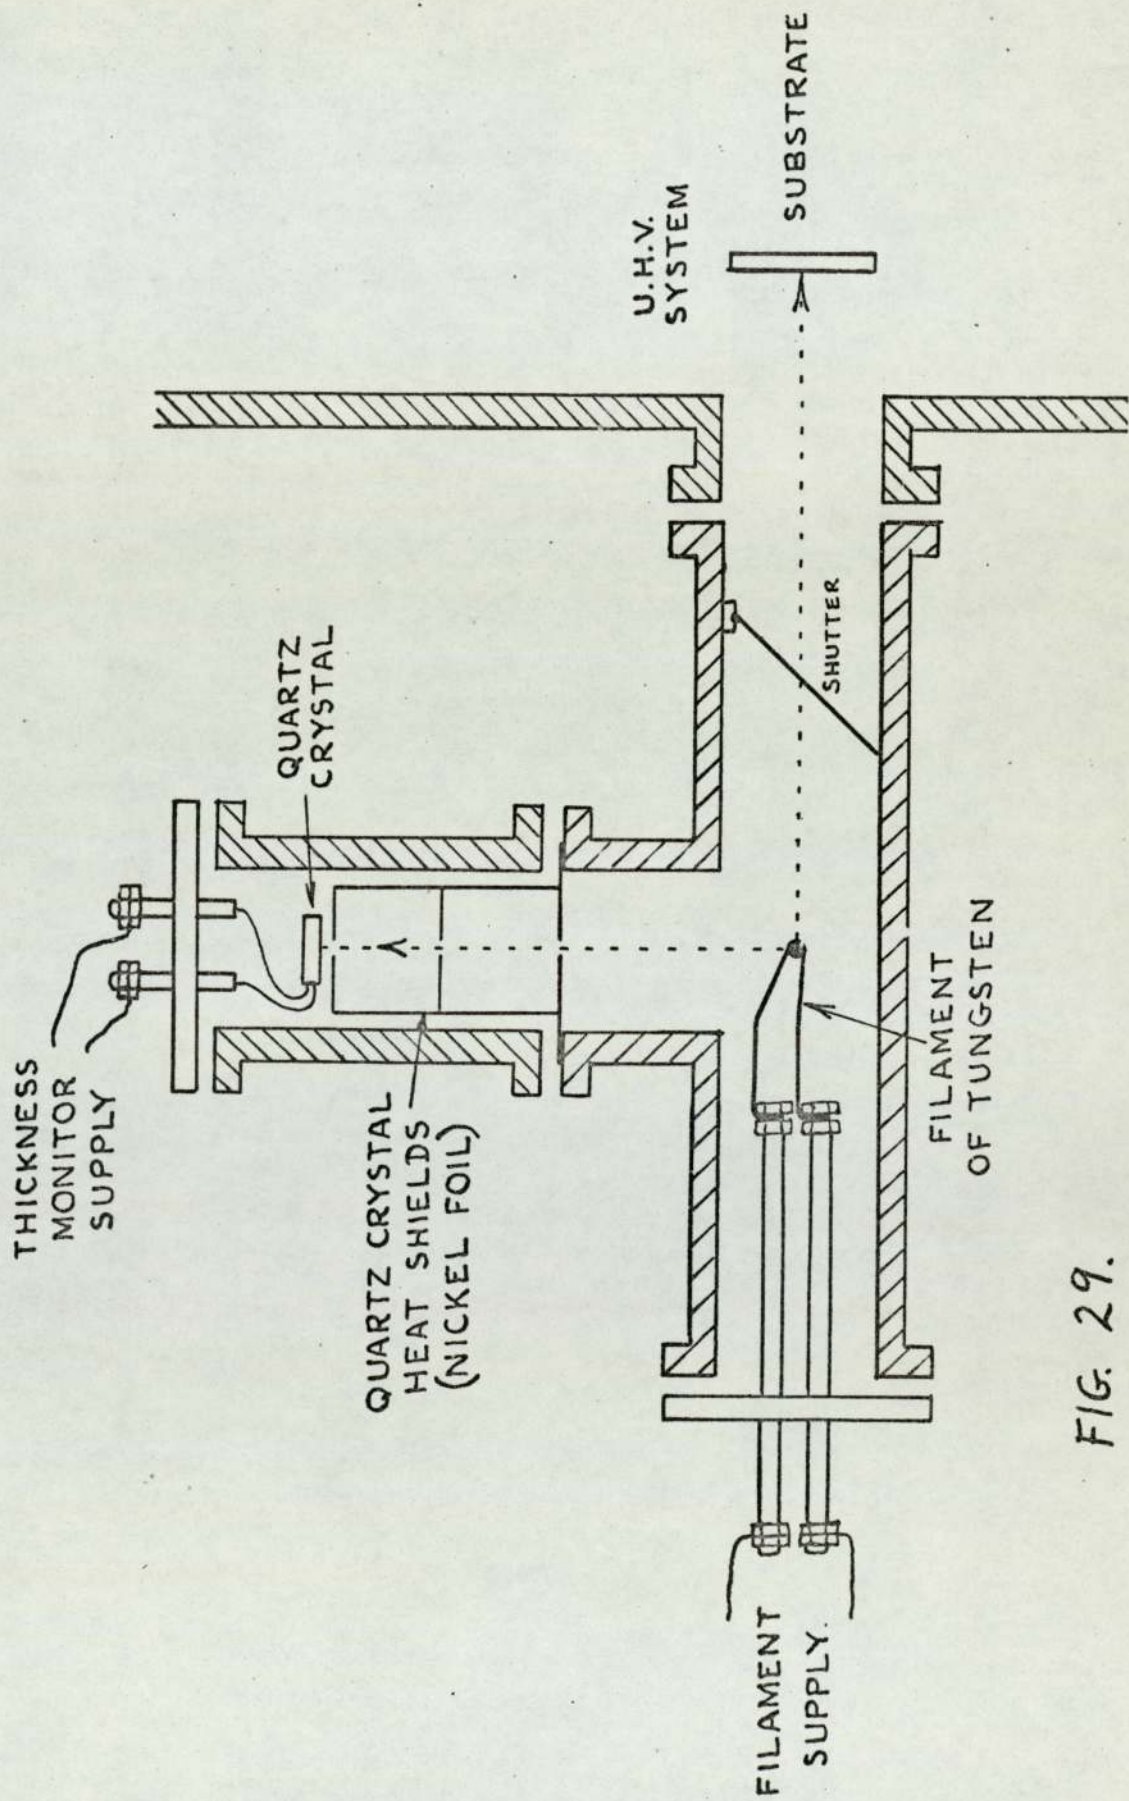 THICKNESS
MONITOR
SUPPLY
QUARTZ
CRYSTAL
QUARTZ CRYSTAL
HEAT SHIELDS
(NICKEL FOIL)
U.H.V.
SYSTEM
SUBSTRATE
SHUTTER
FILAMENT
OF TUNGSTEN
FILAMENT
SUPPLY.
FIG. 29.